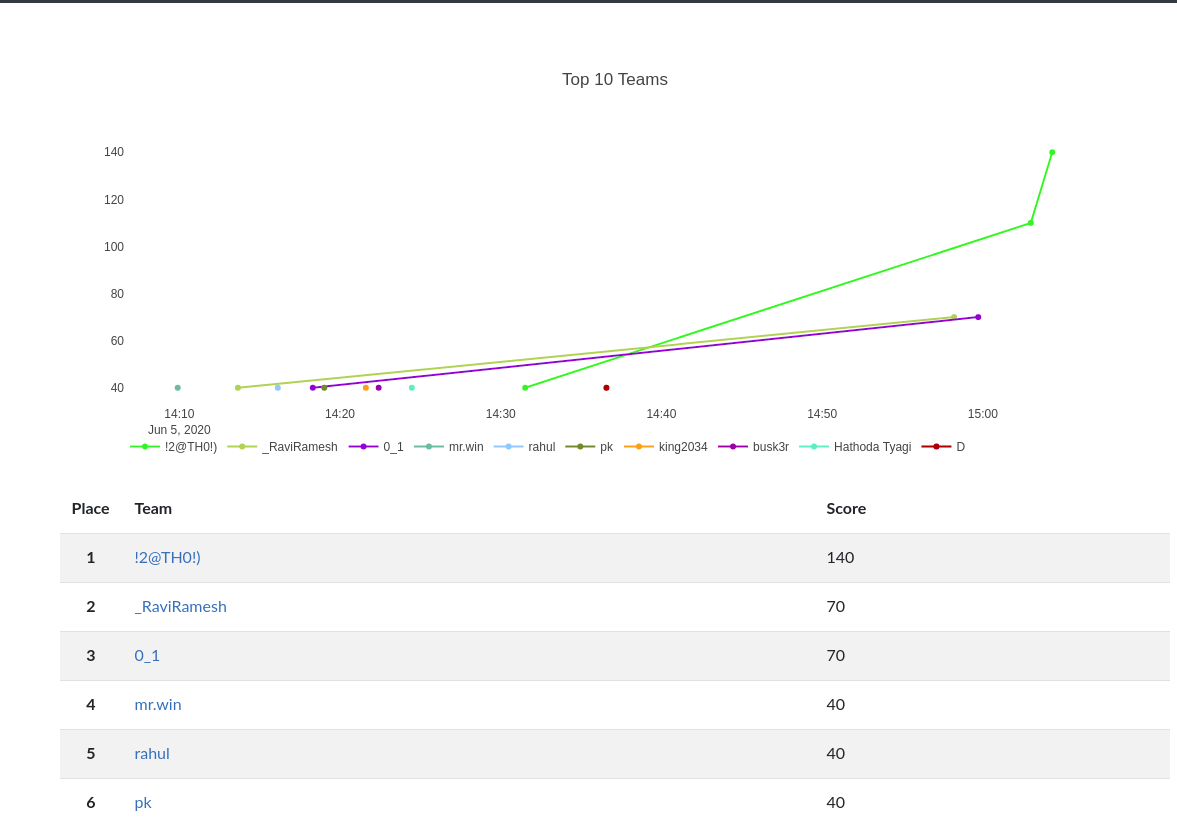 Top 10 Teams
140
120
100
80
60
40
14:10 14:20 14:30 14:40 14:50 15:00
Jun 5, 2020
!2@TH0!) _RaviRamesh 0_1 mr.win rahul pk king2034 busk3r Hathoda Tyagi D
Place Team Score
1 !2@TH0!) 140
2 _RaviRamesh 70
3 0_1 70
4 mr.win 40
5 rahul 40
6 pk 40